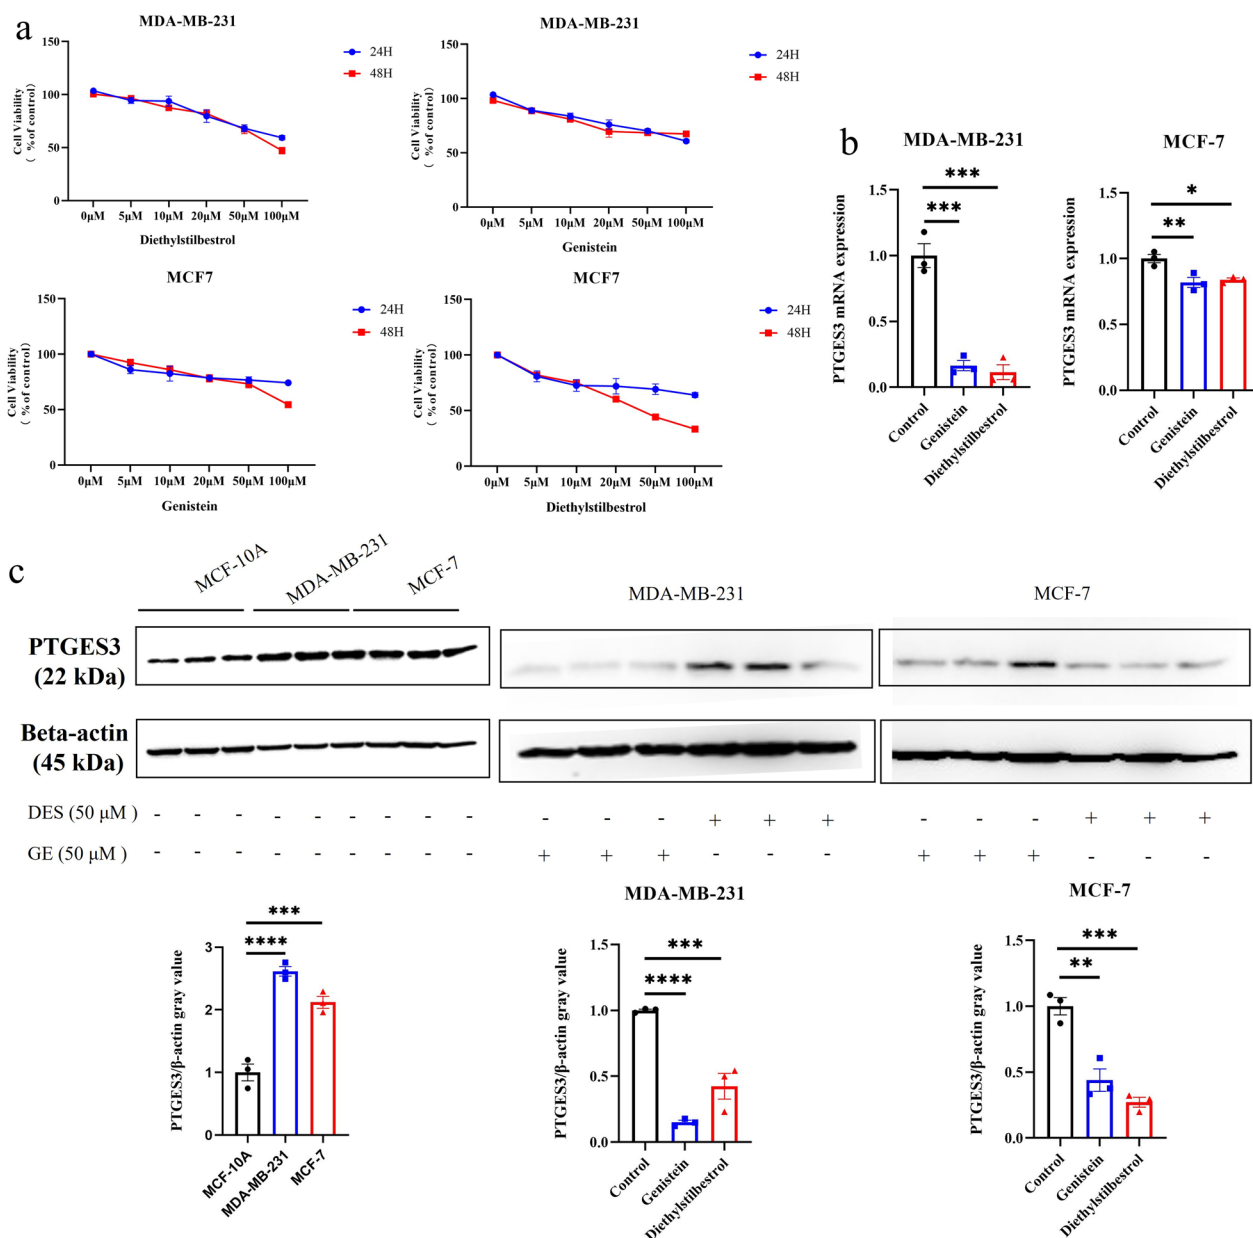 a
MDA-MB-231
150
100
50
0
Cell Viability
( %of control)
0μM 5μM 10μM 20μM 50μM 100μM
Diethylstilbestrol
24H
48H
MDA-MB-231
150
100
50
0
Cell Viability
( %of control)
0μM 5μM 10μM 20μM 50μM 100μM
Genistein
24H
48H
MCF7
150
100
50
0
Cell Viability
( %of control)
0μM 5μM 10μM 20μM 50μM 100μM
Genistein
24H
48H
MCF7
150
100
50
0
Cell Viability
( %of control)
0μM 5μM 10μM 20μM 50μM 100μM
Diethylstilbestrol
24H
48H
b
MDA-MB-231
PTGES3 mRNA expression
1.5
1.0
0.5
0.0
***
***
Control
Genistein
Diethylstilbestrol
MCF-7
PTGES3 mRNA expression
1.5
1.0
0.5
0.0
*
**
Control
Genistein
Diethylstilbestrol
c
MCF-10A
MDA-MB-231
MCF-7
MDA-MB-231
MCF-7
PTGES3
(22 kDa)
Beta-actin
(45 kDa)
DES (50 μM ) - - - - - - - - - - - - + + + - - - + + +
GE (50 μM ) - - - - - - - - - + + + - - - + + + - - -
PTGES3/β-actin gray value
3
2
1
0
***
****
MCF-10A
MDA-MB-231
MCF-7
MDA-MB-231
PTGES3/β-actin gray value
1.5
1.0
0.5
0.0
***
****
Control
Genistein
Diethylstilbestrol
MCF-7
PTGES3/β-actin gray value
1.5
1.0
0.5
0.0
***
**
Control
Genistein
Diethylstilbestrol